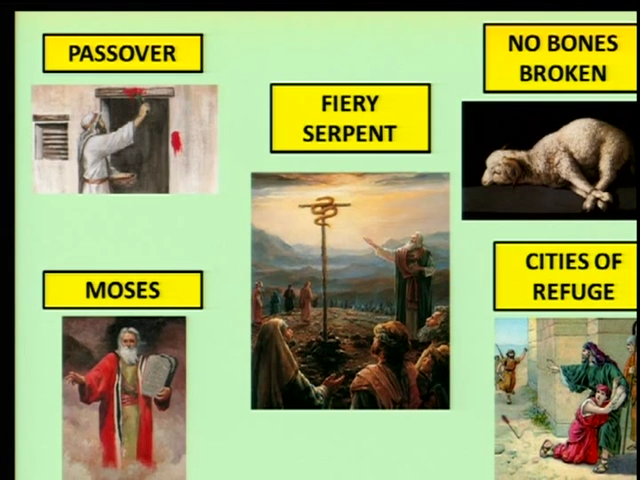 PASSOVER
NO BONES
BROKEN
FIERY
SERPENT
MOSES
CITIES OF
REFUGE